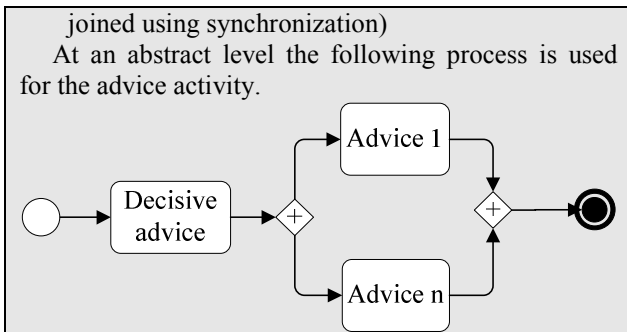 joined using synchronization)
At an abstract level the following process is used
for the advice activity.
Advice 1
Decisive
advice
+
+
Advice n